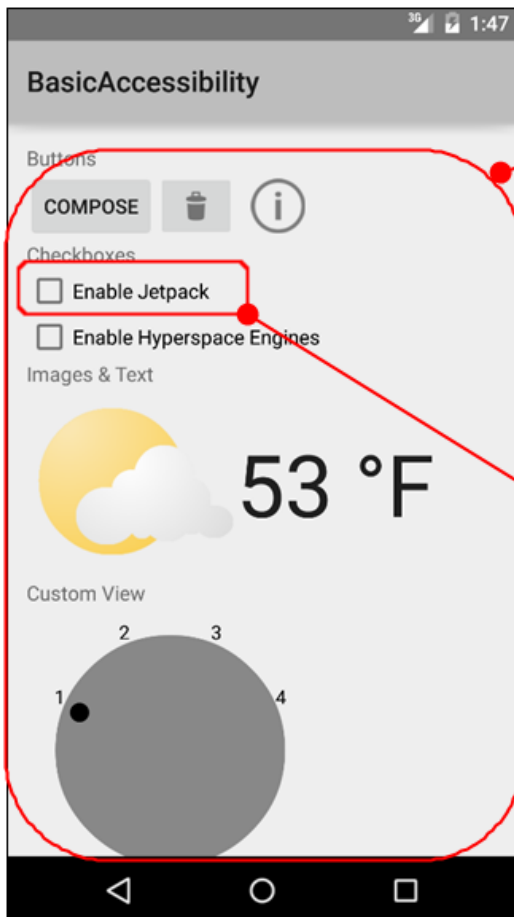 3G 1:47
BasicAccessibility
Buttons
COMPOSE i
Checkboxes
Enable Jetpack
Enable Hyperspace Engines
Images & Text
53 °F
Custom View
2 3
1 4